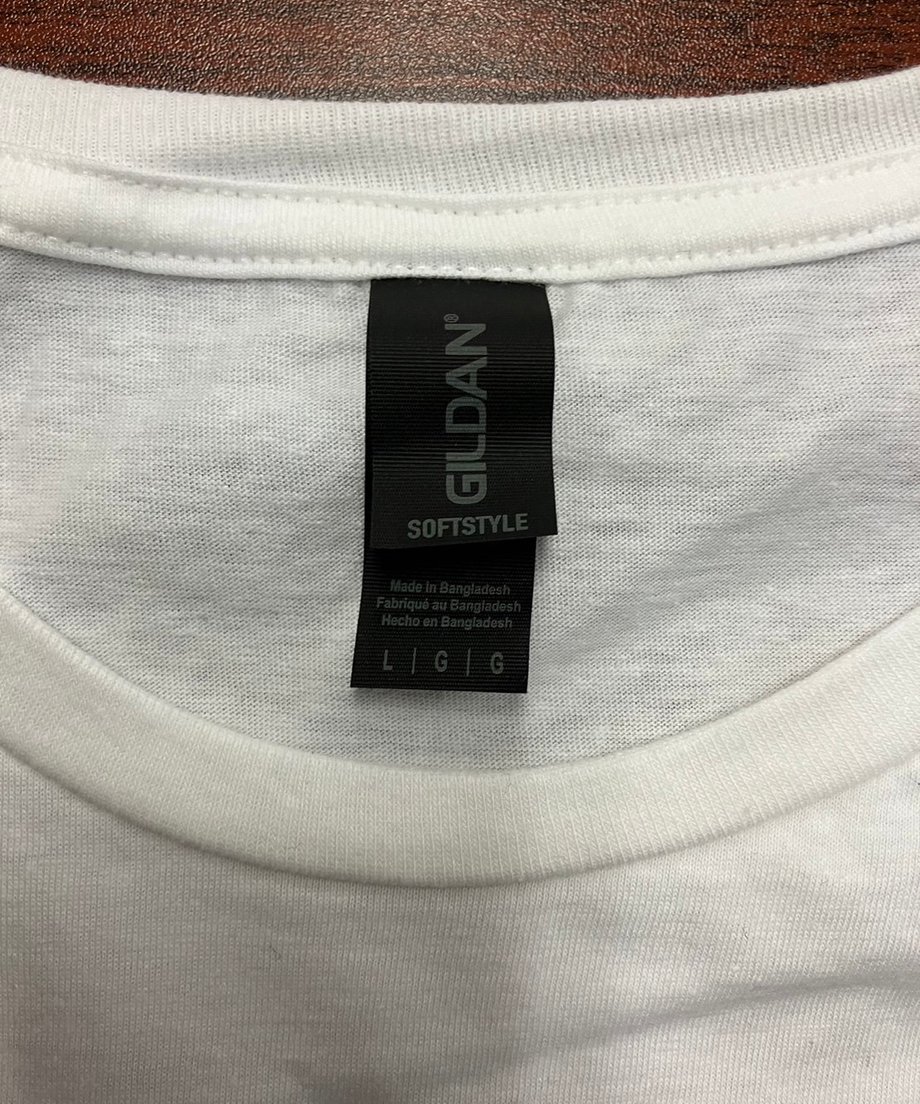 GILDAN®
SOFTSTYLE
Made in Bangladesh
Fabriqué au Bangladesh
Hecho en Bangladesh
L | G | G